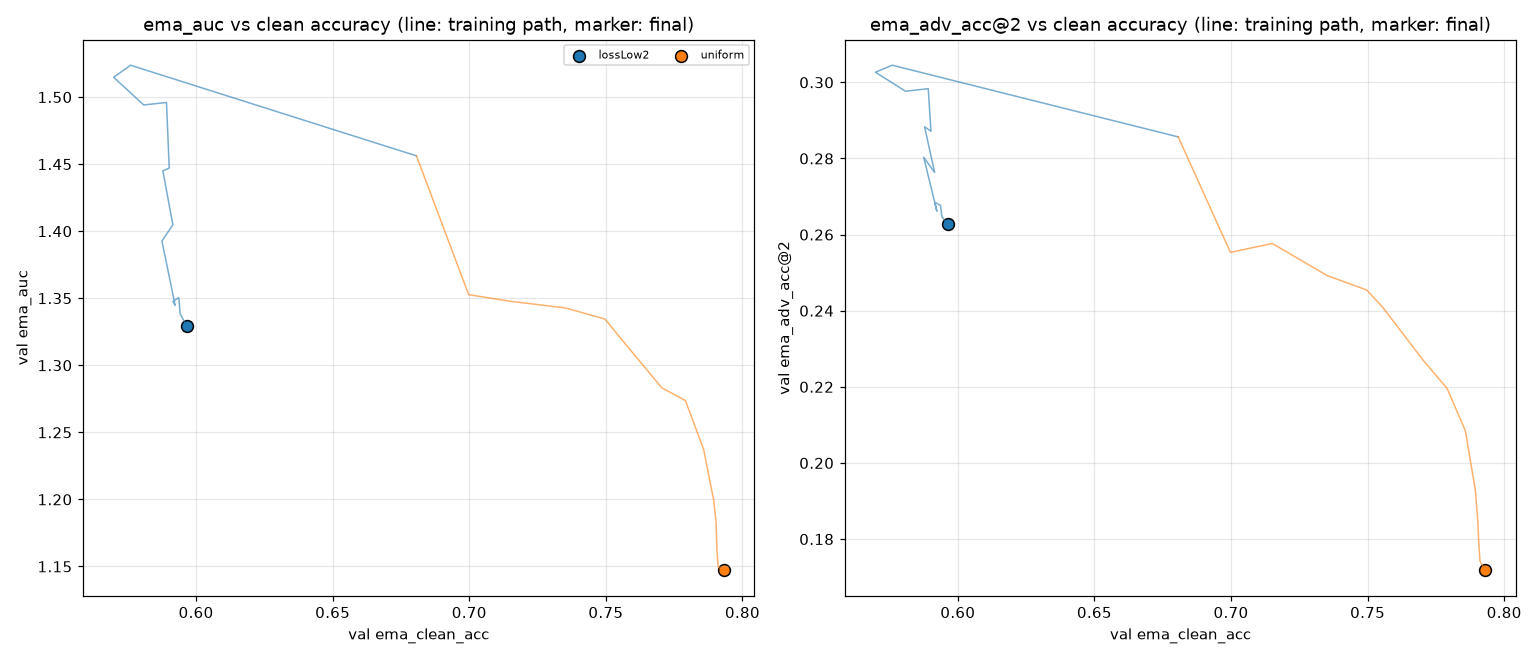 ema_auc vs clean accuracy (line: training path, marker: final)
lossLow2 uniform
val ema_auc
1.50
1.45
1.40
1.35
1.30
1.25
1.20
1.15
0.60 0.65 0.70 0.75 0.80
val ema_clean_acc
ema_adv_acc@2 vs clean accuracy (line: training path, marker: final)
val ema_adv_acc@2
0.30
0.28
0.26
0.24
0.22
0.20
0.18
0.60 0.65 0.70 0.75 0.80
val ema_clean_acc